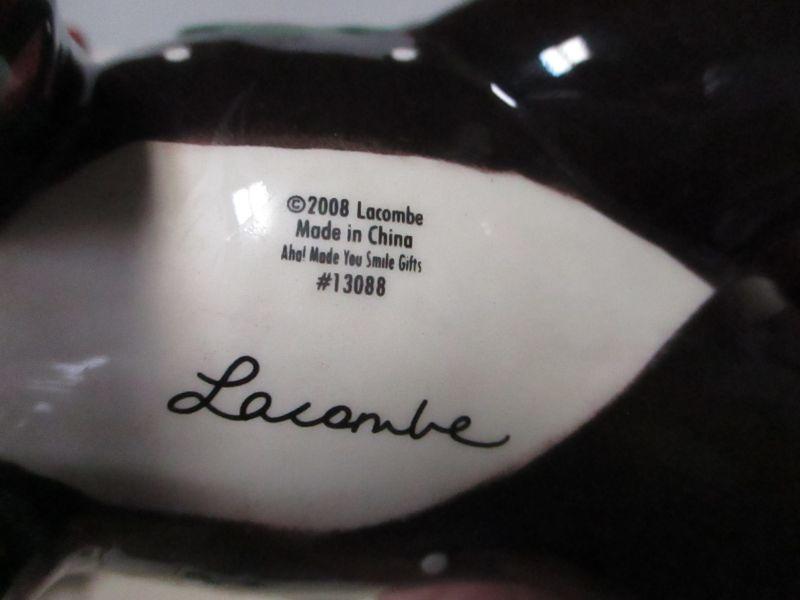 ©2008 Lacombe
Made in China
Aha! Made You Smile Gifts
#13088
Lacombe